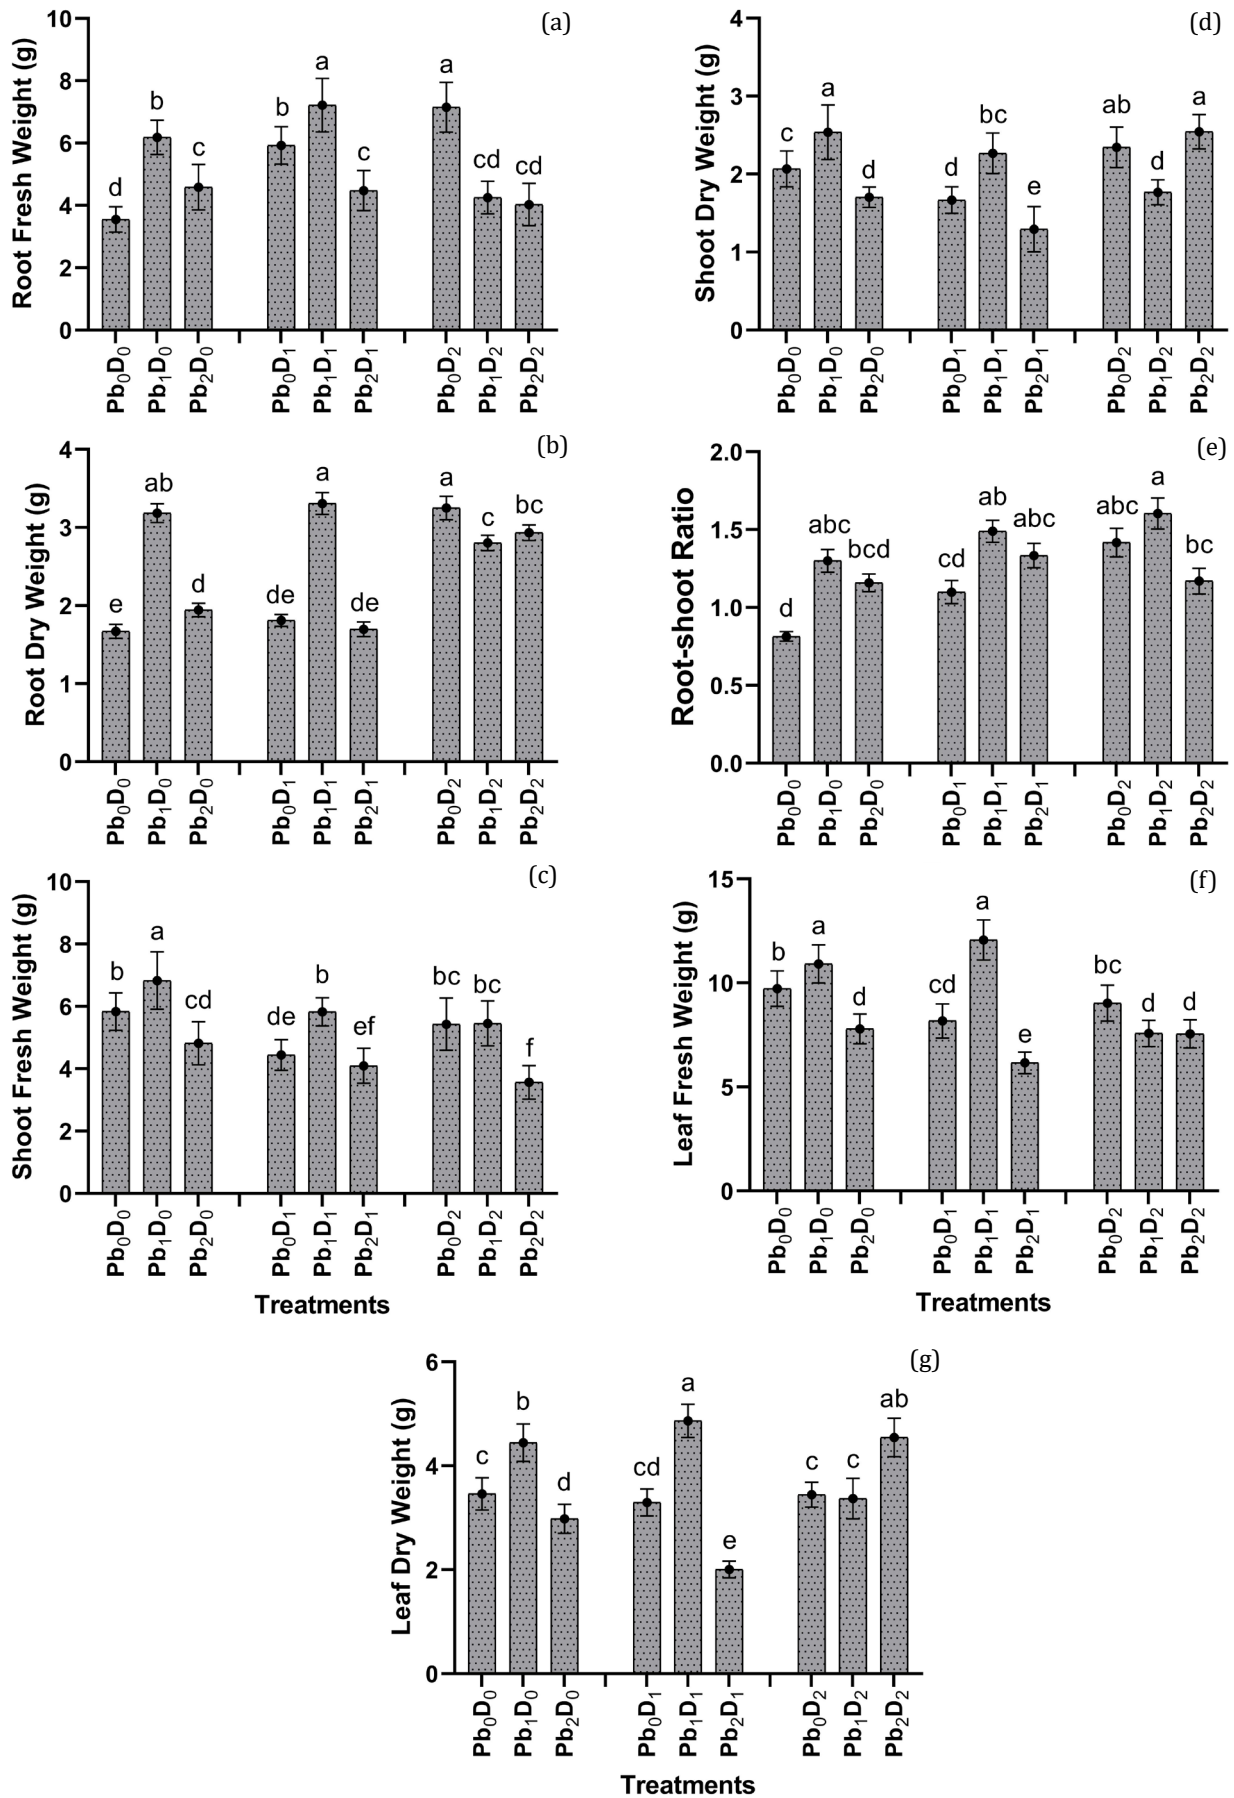 (a)
Root Fresh Weight (g)
10
8
6
4
2
0
d b c b a c a cd cd
Pb₀D₀ Pb₁D₀ Pb₂D₀ Pb₀D₁ Pb₁D₁ Pb₂D₁ Pb₀D₂ Pb₁D₂ Pb₂D₂
(d)
Shoot Dry Weight (g)
4
3
2
1
0
c a d d bc e ab d a
Pb₀D₀ Pb₁D₀ Pb₂D₀ Pb₀D₁ Pb₁D₁ Pb₂D₁ Pb₀D₂ Pb₁D₂ Pb₂D₂
(b)
Root Dry Weight (g)
4
3
2
1
0
e ab d de a de a c bc
Pb₀D₀ Pb₁D₀ Pb₂D₀ Pb₀D₁ Pb₁D₁ Pb₂D₁ Pb₀D₂ Pb₁D₂ Pb₂D₂
(e)
Root-shoot Ratio
2.0
1.5
1.0
0.5
0.0
d abc bcd cd ab abc abc a bc
Pb₀D₀ Pb₁D₀ Pb₂D₀ Pb₀D₁ Pb₁D₁ Pb₂D₁ Pb₀D₂ Pb₁D₂ Pb₂D₂
(c)
Shoot Fresh Weight (g)
10
8
6
4
2
0
b a cd de b ef bc bc f
Pb₀D₀ Pb₁D₀ Pb₂D₀ Pb₀D₁ Pb₁D₁ Pb₂D₁ Pb₀D₂ Pb₁D₂ Pb₂D₂
Treatments
(f)
Leaf Fresh Weight (g)
15
10
5
0
b a d cd a e bc d d
Pb₀D₀ Pb₁D₀ Pb₂D₀ Pb₀D₁ Pb₁D₁ Pb₂D₁ Pb₀D₂ Pb₁D₂ Pb₂D₂
Treatments
(g)
Leaf Dry Weight (g)
6
4
2
0
c b d cd a e c c ab
Pb₀D₀ Pb₁D₀ Pb₂D₀ Pb₀D₁ Pb₁D₁ Pb₂D₁ Pb₀D₂ Pb₁D₂ Pb₂D₂
Treatments